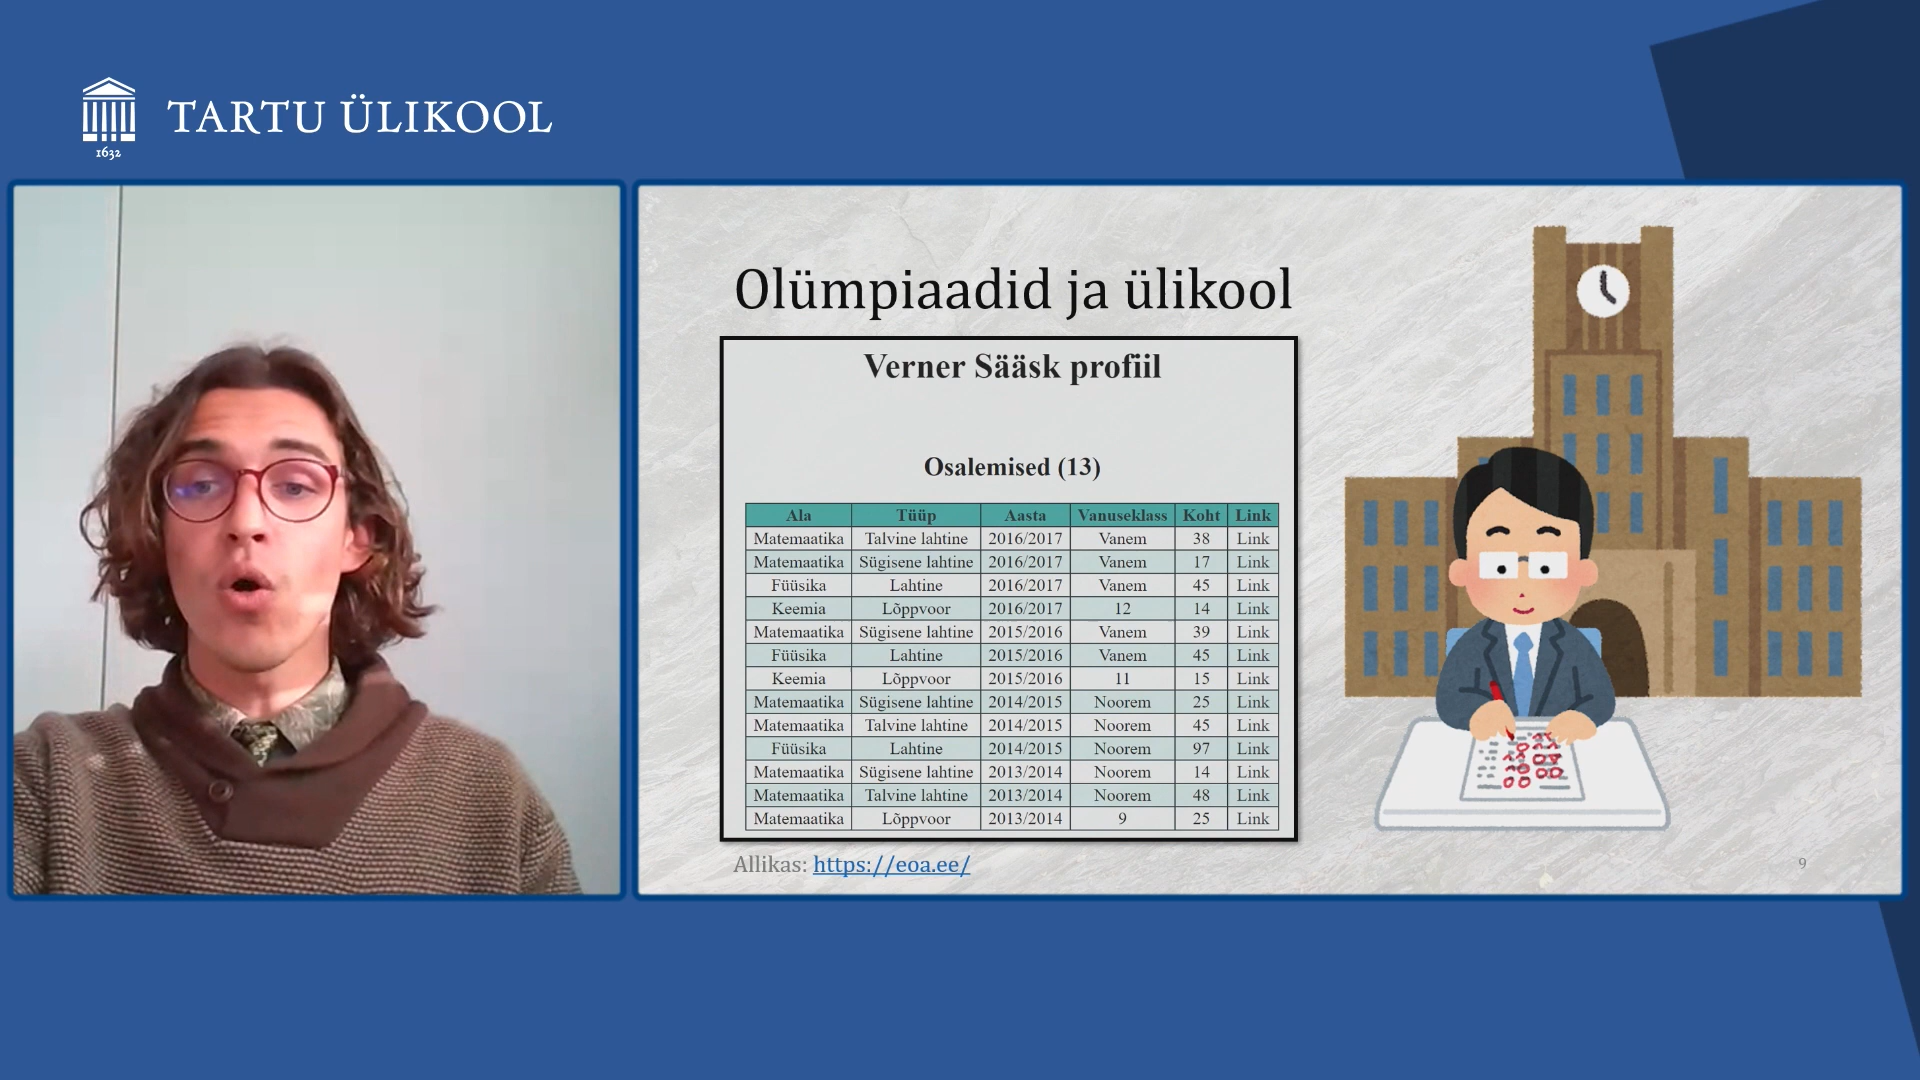 TARTU ÜLIKOOL
1632
Olümpiaadid ja ülikool
Verner Sääsk profiil
Osalemised (13)
Ala Tüüp Aasta Vanuseklass Koht Link
Matemaatika Talvine lahtine 2016/2017 Vanem 38 Link
Matemaatika Sügisene lahtine 2016/2017 Vanem 17 Link
Füüsika Lahtine 2016/2017 Vanem 45 Link
Keemia Lõppvoor 2016/2017 12 14 Link
Matemaatika Sügisene lahtine 2015/2016 Vanem 39 Link
Füüsika Lahtine 2015/2016 Vanem 45 Link
Keemia Lõppvoor 2015/2016 11 15 Link
Matemaatika Sügisene lahtine 2014/2015 Noorem 25 Link
Matemaatika Talvine lahtine 2014/2015 Noorem 45 Link
Füüsika Lahtine 2014/2015 Noorem 97 Link
Matemaatika Sügisene lahtine 2013/2014 Noorem 14 Link
Matemaatika Talvine lahtine 2013/2014 Noorem 48 Link
Matemaatika Lõppvoor 2013/2014 9 25 Link
Allikas: https://eoa.ee/
9